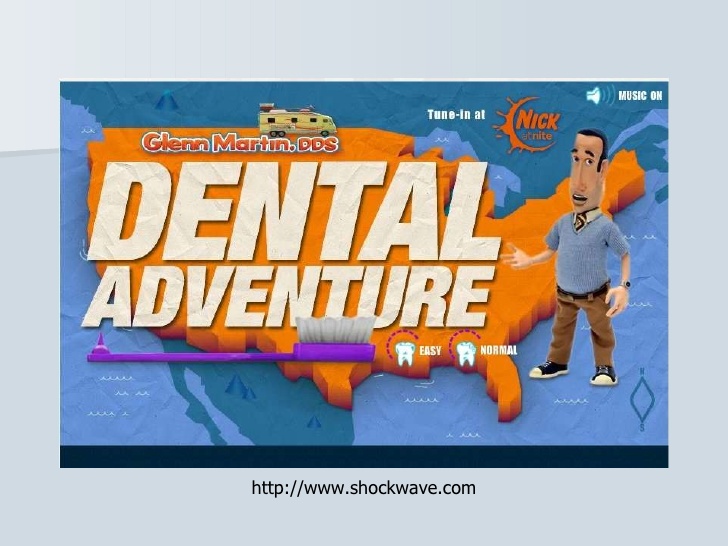 MUSIC ON
Tune-in at
NICK
at nite
Glenn Martin, DDS
DENTAL
ADVENTURE
EASY
NORMAL
N
S
http://www.shockwave.com